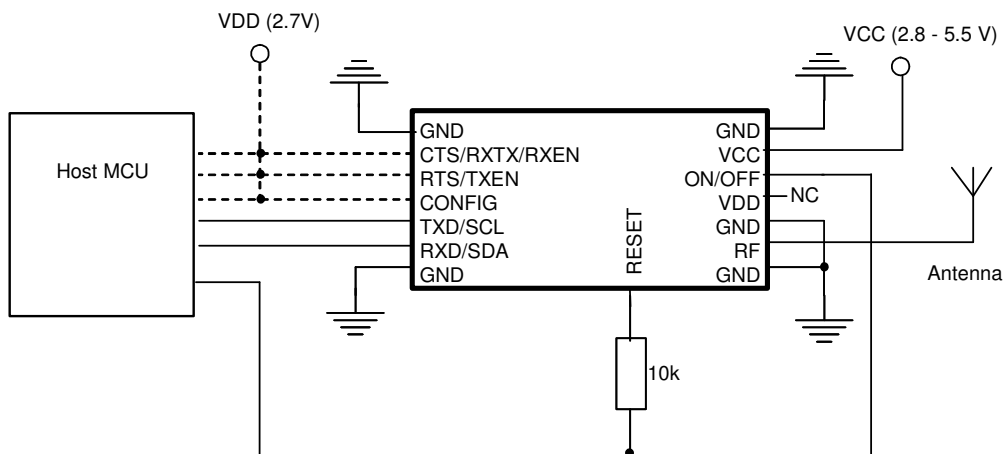 VDD (2.7V)
VCC (2.8 - 5.5 V)
Host MCU
GND
CTS/RXTX/RXEN
RTS/TXEN
CONFIG
TXD/SCL
RXD/SDA
GND
RESET
GND
VCC
ON/OFF
VDD
GND
RF
GND
NC
Antenna
10k